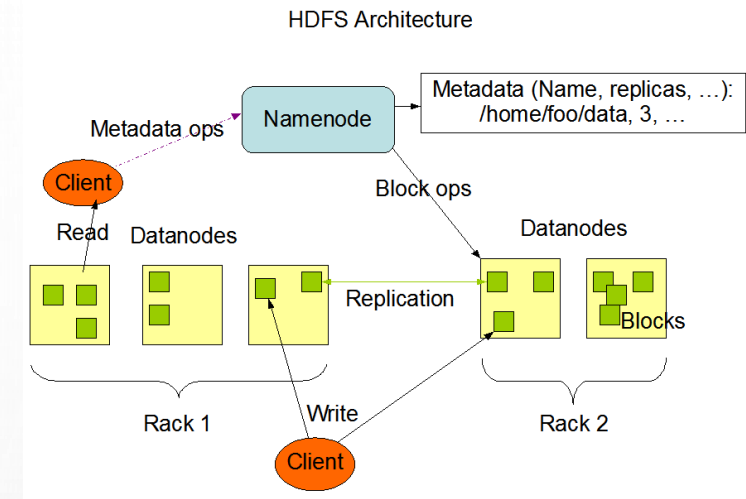 HDFS Architecture
Metadata (Name, replicas, …):
/home/foo/data, 3, …
Namenode
Metadata ops
Client
Block ops
Read
Datanodes
Datanodes
Replication
Blocks
Rack 1
Write
Rack 2
Client